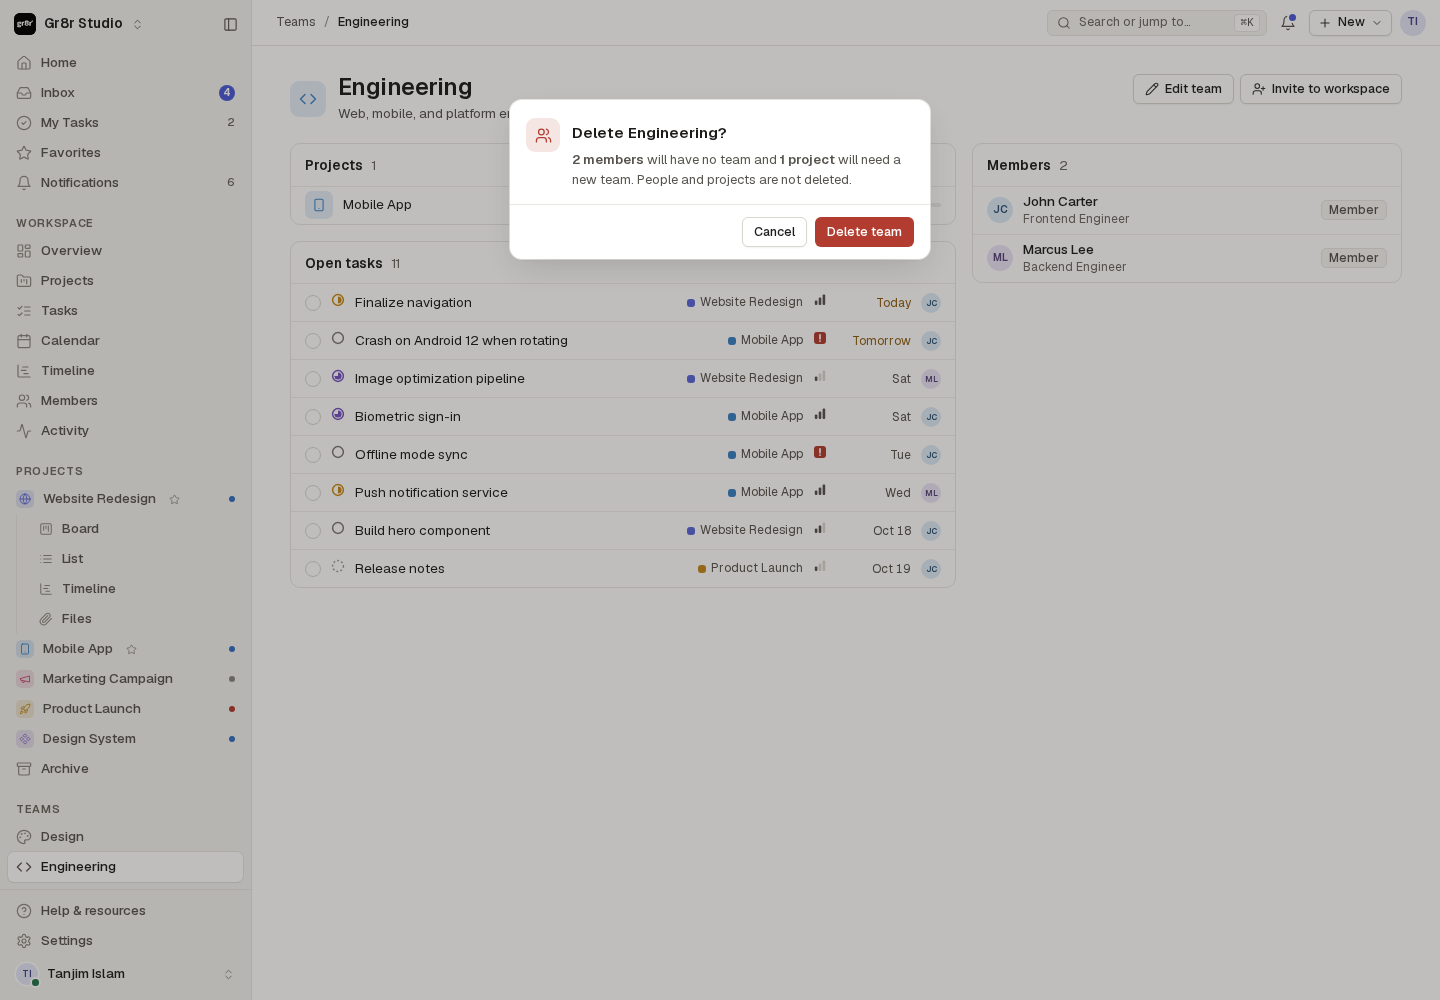 gr8r
Gr8r Studio
Teams / Engineering
Search or jump to...
⌘K
New
TI
Home
Inbox 4
My Tasks 2
Favorites
Notifications 6
WORKSPACE
Overview
Projects
Tasks
Calendar
Timeline
Members
Activity
PROJECTS
Website Redesign
Board
List
Timeline
Files
Mobile App
Marketing Campaign
Product Launch
Design System
Archive
TEAMS
Design
Engineering
Help & resources
Settings
TI Tanjim Islam
Engineering
Web, mobile, and platform
Edit team
Invite to workspace
Delete Engineering?
2 members will have no team and 1 project will need a
new team. People and projects are not deleted.
Cancel
Delete team
Projects 1
Mobile App
Open tasks 11
Finalize navigation Website Redesign Today JC
Crash on Android 12 when rotating Mobile App Tomorrow JC
Image optimization pipeline Website Redesign Sat ML
Biometric sign-in Mobile App Sat JC
Offline mode sync Mobile App Tue JC
Push notification service Mobile App Wed ML
Build hero component Website Redesign Oct 18 JC
Release notes Product Launch Oct 19 JC
Members 2
JC John Carter
Frontend Engineer
Member
ML Marcus Lee
Backend Engineer
Member